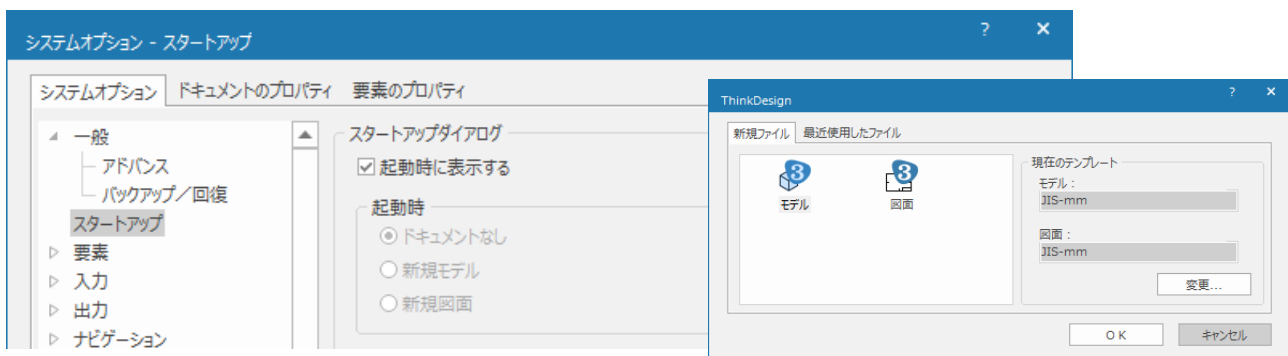 システムオプション - スタートアップ
? ×
システムオプション ドキュメントのプロパティ 要素のプロパティ
一般
アドバンス
バックアップ／回復
スタートアップ
要素
入力
出力
ナビゲーション
スタートアップダイアログ
起動時に表示する
起動時
ドキュメントなし
新規モデル
新規図面
ThinkDesign
? ×
新規ファイル 最近使用したファイル
3 3
モデル 図面
現在のテンプレート
モデル :
JIS-mm
図面 :
JIS-mm
変更...
OK キャンセル